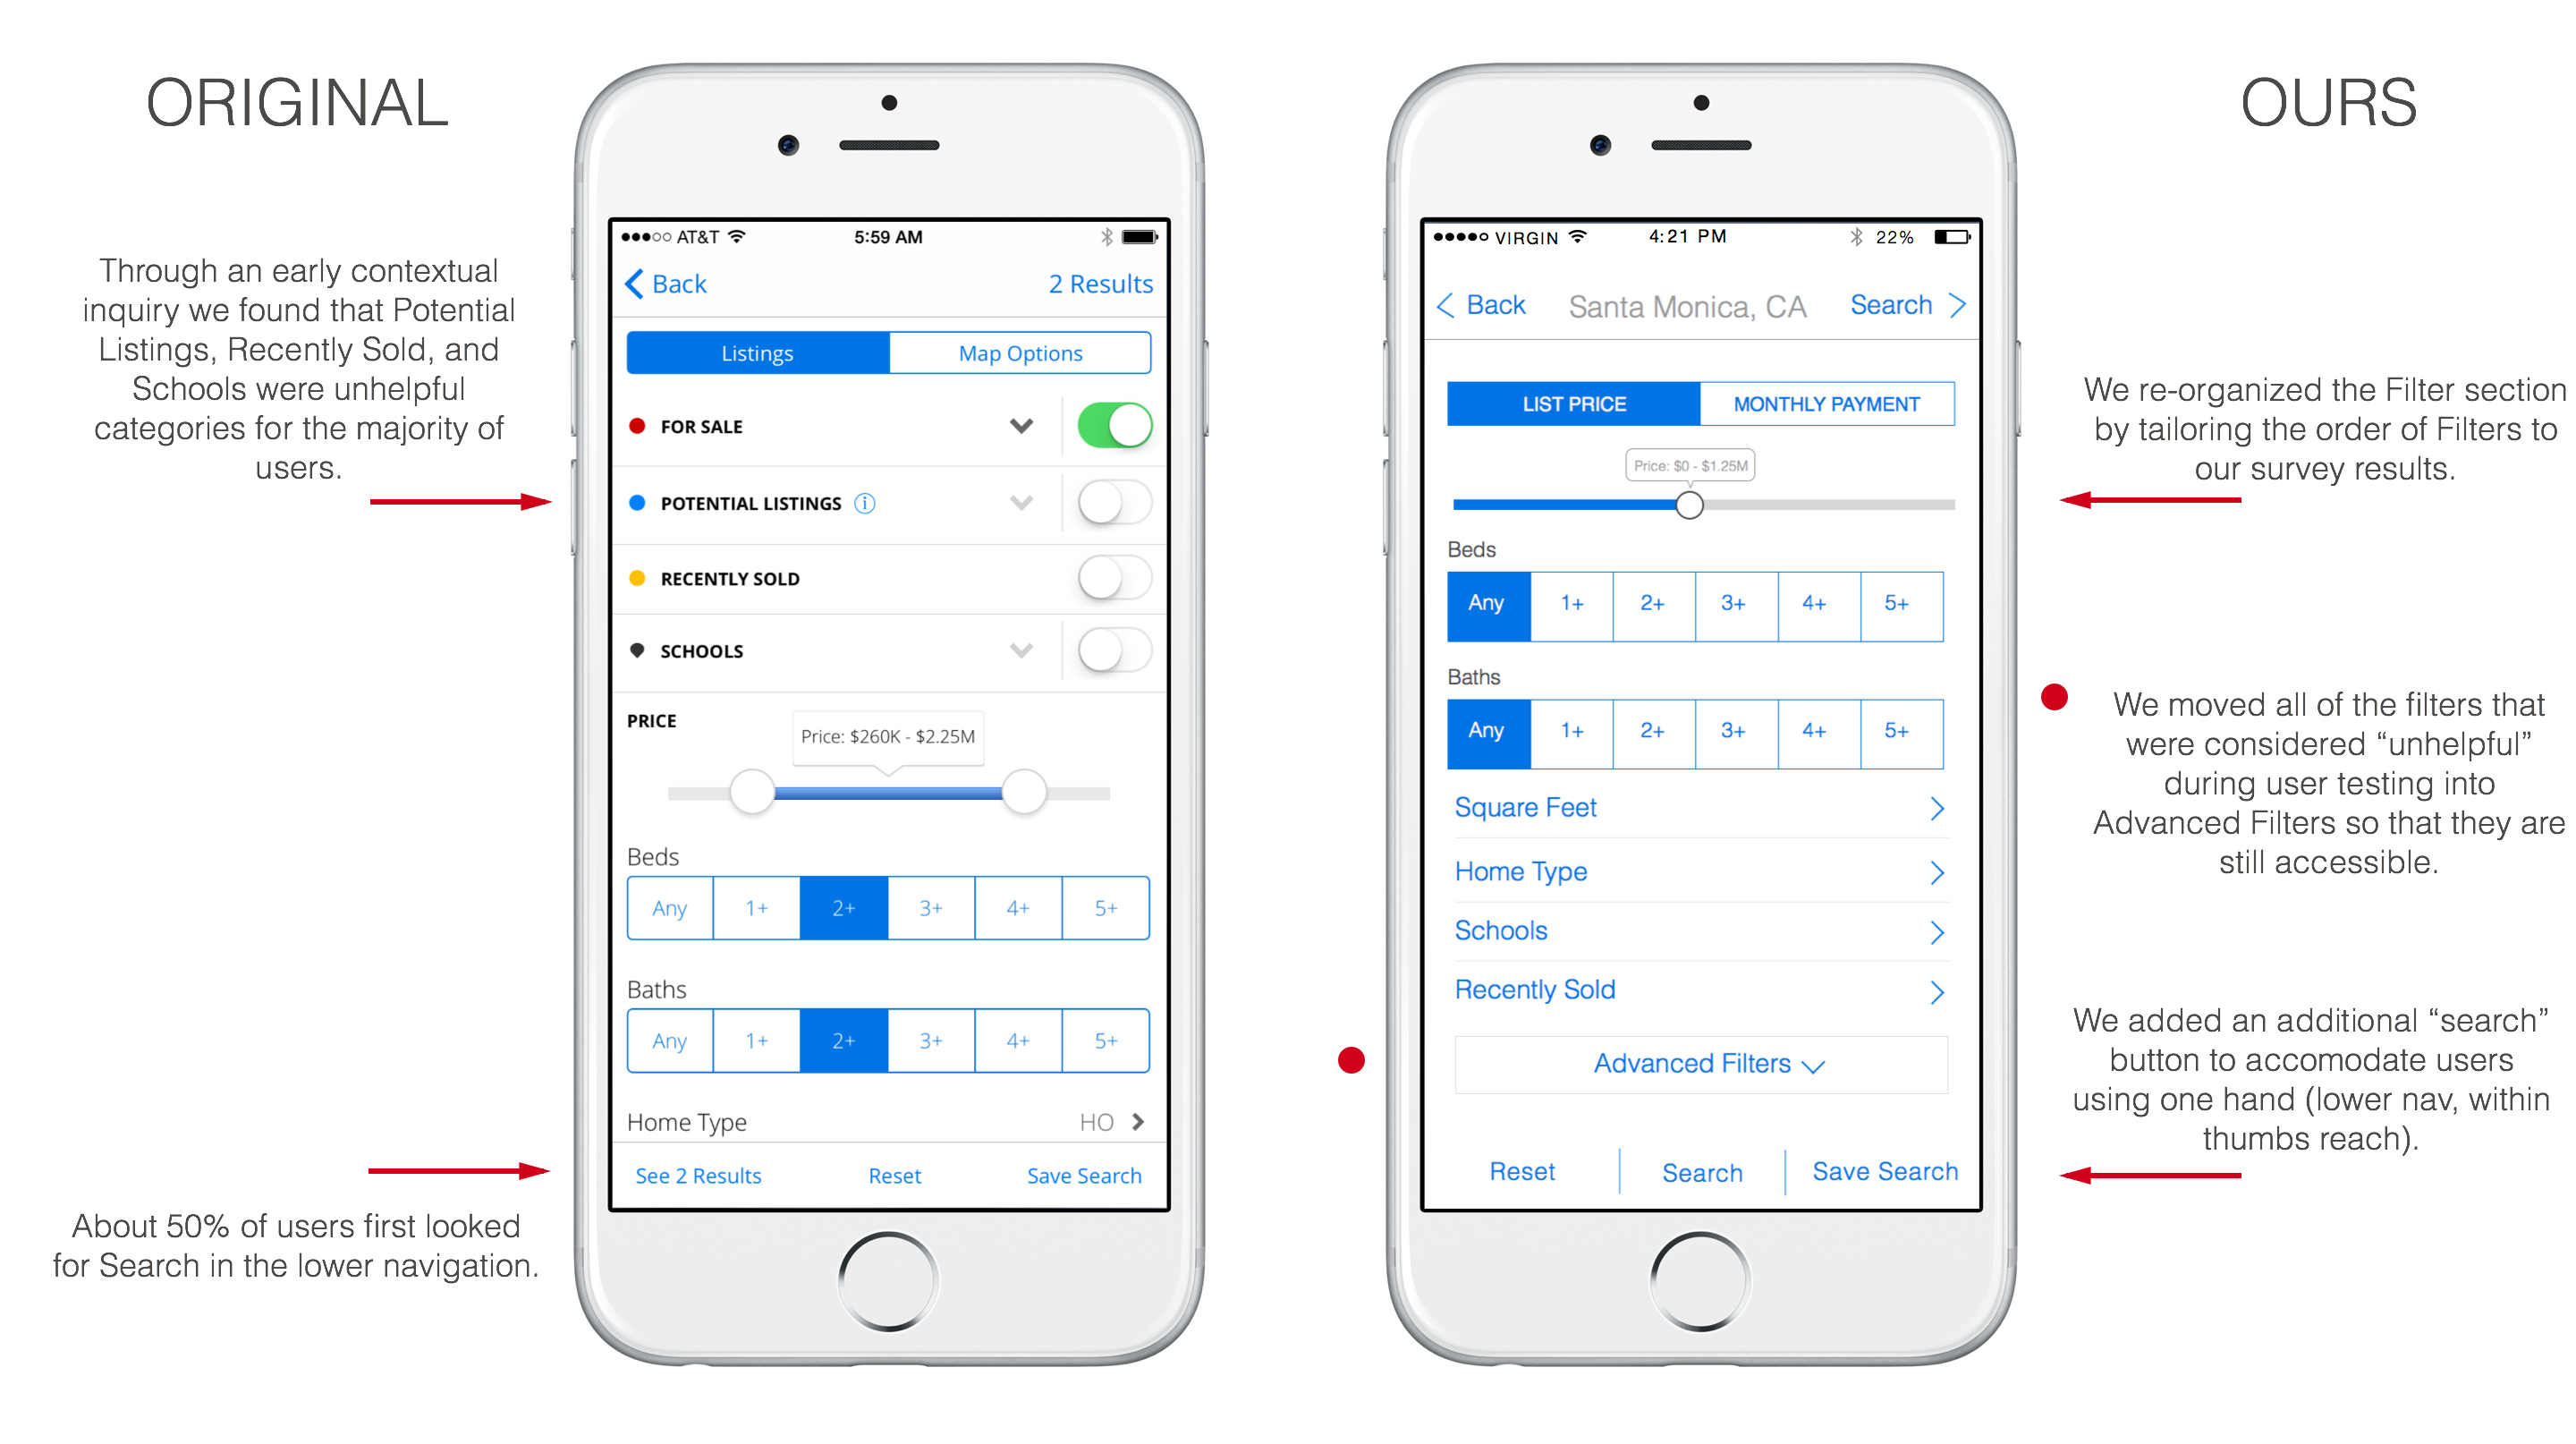 ORIGINAL
Through an early contextual
inquiry we found that Potential
Listings, Recently Sold, and
Schools were unhelpful
categories for the majority of
users.
About 50% of users first looked
for Search in the lower navigation.
AT&T 5:59 AM
Back 2 Results
Listings Map Options
FOR SALE
POTENTIAL LISTINGS i
RECENTLY SOLD
SCHOOLS
PRICE
Price: $260K - $2.25M
Beds
Any 1+ 2+ 3+ 4+ 5+
Baths
Any 1+ 2+ 3+ 4+ 5+
Home Type HO
See 2 Results Reset Save Search
VIRGIN 4:21 PM 22%
Back Santa Monica, CA Search
LIST PRICE MONTHLY PAYMENT
Price: $0 - $1.25M
Beds
Any 1+ 2+ 3+ 4+ 5+
Baths
Any 1+ 2+ 3+ 4+ 5+
Square Feet
Home Type
Schools
Recently Sold
Advanced Filters
Reset Search Save Search
OURS
We re-organized the Filter section
by tailoring the order of Filters to
our survey results.
We moved all of the filters that
were considered “unhelpful”
during user testing into
Advanced Filters so that they are
still accessible.
We added an additional “search”
button to accomodate users
using one hand (lower nav, within
thumbs reach).